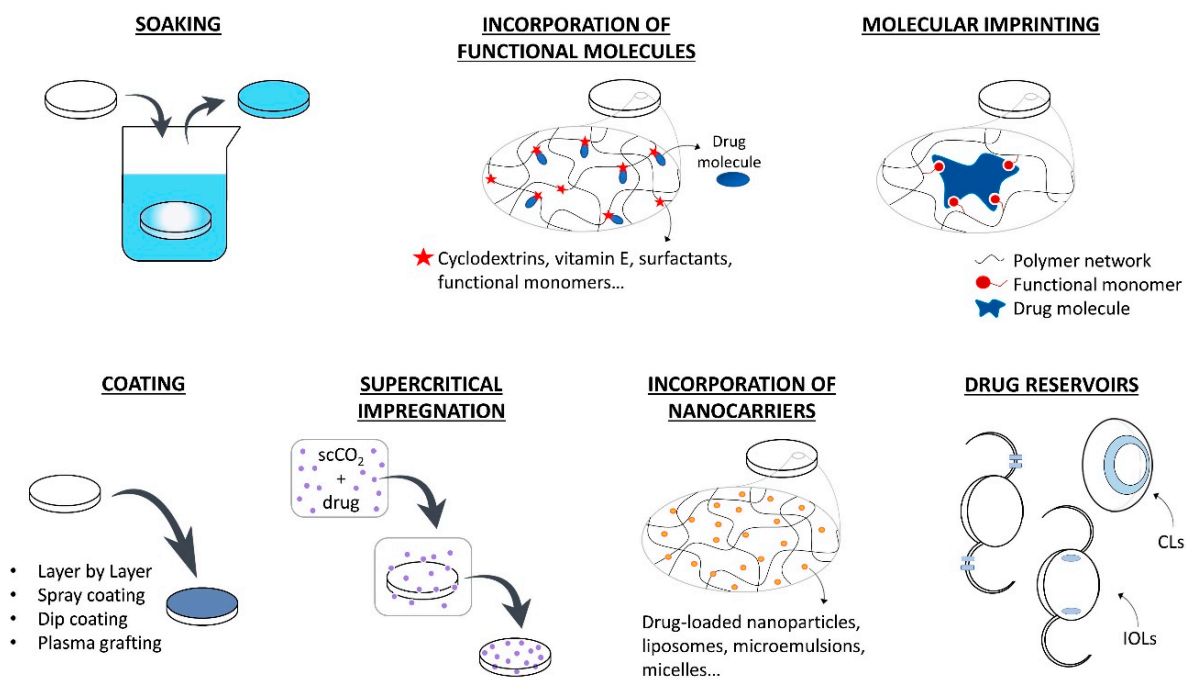 SOAKING
INCORPORATION OF
FUNCTIONAL MOLECULES
Drug
molecule
Cyclodextrins, vitamin E, surfactants,
functional monomers...
MOLECULAR IMPRINTING
Polymer network
Functional monomer
Drug molecule
COATING
• Layer by Layer
• Spray coating
• Dip coating
• Plasma grafting
SUPERCRITICAL
IMPREGNATION
scCO₂
+
drug
INCORPORATION OF
NANOCARRIERS
Drug-loaded nanoparticles,
liposomes, microemulsions,
micelles...
DRUG RESERVOIRS
CLs
IOLs